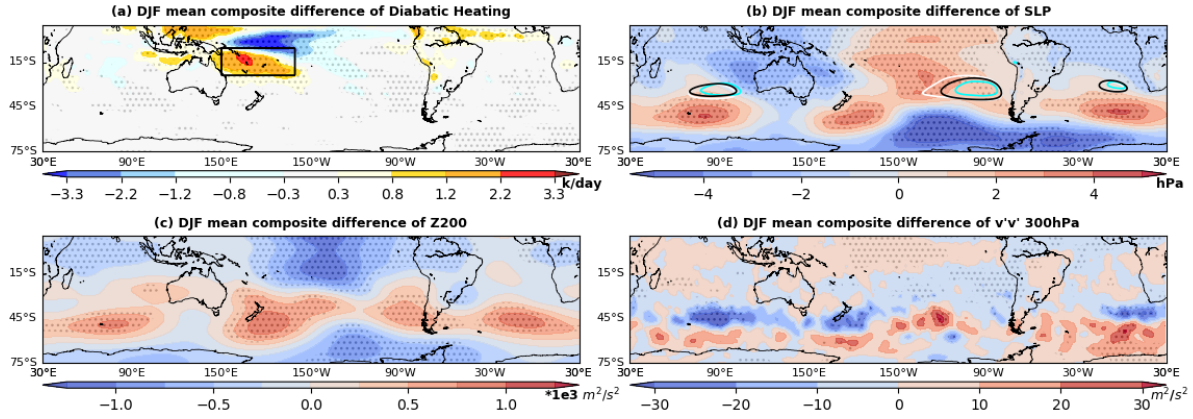 (a) DJF mean composite difference of Diabatic Heating
15°S
45°S
75°S
30°E 90°E 150°E 150°W 90°W 30°W 30°E
−3.3 −2.2 −1.2 −0.8 −0.3 0.3 0.8 1.2 2.2 3.3
k/day
(b) DJF mean composite difference of SLP
15°S
45°S
75°S
30°E 90°E 150°E 150°W 90°W 30°W 30°E
−4 −2 0 2 4
hPa
(c) DJF mean composite difference of Z200
15°S
45°S
75°S
30°E 90°E 150°E 150°W 90°W 30°W 30°E
−1.0 −0.5 0.0 0.5 1.0
*1e3 m²/s²
(d) DJF mean composite difference of v'v' 300hPa
15°S
45°S
75°S
30°E 90°E 150°E 150°W 90°W 30°W 30°E
−30 −20 −10 0 10 20 30
m²/s²